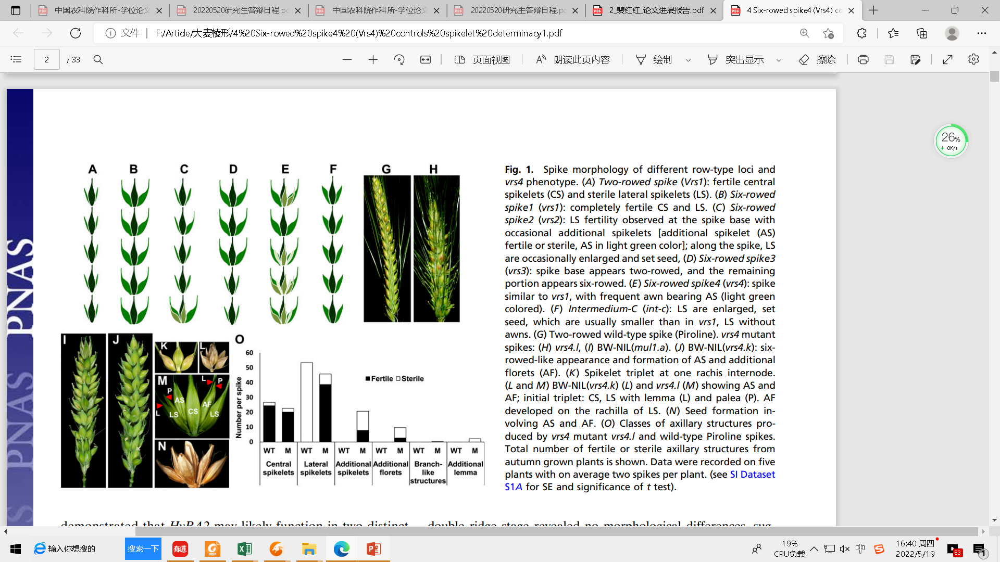 中国农科院作科所-学位论文
20220520研究生答辩日程.pc
中国农科院作科所-学位论文
20220520研究生答辩日程.pc
2_裴红红_论文进展报告.pdf
4 Six-rowed spike4 (Vrs4) co
文件
F:/Article/大麦棱形/4%20Six-rowed%20spike4%20(Vrs4)%20controls%20spikelet%20determinacy1.pdf
2 / 33
页面视图
朗读此页内容
绘制
突出显示
擦除
26%
0K/s
PNAS
PNAS
PNAS
A B C D E F G H
I J K L M N O
L P AS LS CS AF LS L P
60
50
40
30
20
10
0
Number per spike
Fertile Sterile
WT M WT M WT M WT M WT M WT M
Central spikelets
Lateral spikelets
Additional spikelets
Additional florets
Branch-like structures
Additional lemma
Fig. 1. Spike morphology of different row-type loci and
vrs4 phenotype. (A) Two-rowed spike (Vrs1): fertile central
spikelets (CS) and sterile lateral spikelets (LS). (B) Six-rowed
spike1 (vrs1): completely fertile CS and LS. (C) Six-rowed
spike2 (vrs2): LS fertility observed at the spike base with
occasional additional spikelets [additional spikelet (AS)
fertile or sterile, AS in light green color]; along the spike, LS
are occasionally enlarged and set seed, (D) Six-rowed spike3
(vrs3): spike base appears two-rowed, and the remaining
portion appears six-rowed. (E) Six-rowed spike4 (vrs4): spike
similar to vrs1, with frequent awn bearing AS (light green
colored). (F) Intermedium-C (int-c): LS are enlarged, set
seed, which are usually smaller than in vrs1, LS without
awns. (G) Two-rowed wild-type spike (Piroline). vrs4 mutant
spikes: (H) vrs4.l, (I) BW-NIL(mul1.a). (J) BW-NIL(vrs4.k): six-
rowed-like appearance and formation of AS and additional
florets (AF). (K) Spikelet triplet at one rachis internode.
(L and M) BW-NIL(vrs4.k) (L) and vrs4.l (M) showing AS and
AF; initial triplet: CS, LS with lemma (L) and palea (P). AF
developed on the rachilla of LS. (N) Seed formation in-
volving AS and AF. (O) Classes of axillary structures pro-
duced by vrs4 mutant vrs4.l and wild-type Piroline spikes.
Total number of fertile or sterile axillary structures from
autumn grown plants is shown. Data were recorded on five
plants with on average two spikes per plant. (see SI Dataset
S1A for SE and significance of t test).
demonstrated that HvRA2 may likely function in two distinct
double ridge stage revealed no morphological differences, sug-
输入你想搜的
搜索一下
有道
19%
CPU负载
中
16:40 周四
2022/5/19
53
1